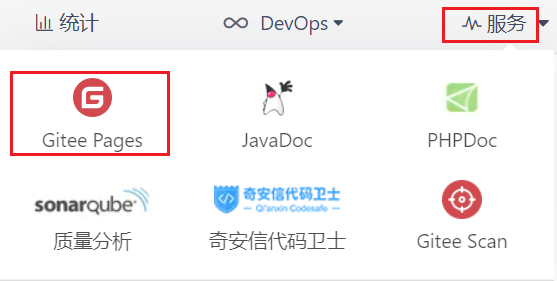 统计 DevOps 服务
Gitee Pages JavaDoc PHPDoc
sonarqube 奇安信代码卫士
Qi'anxin Codesafe
质量分析 奇安信代码卫士 Gitee Scan